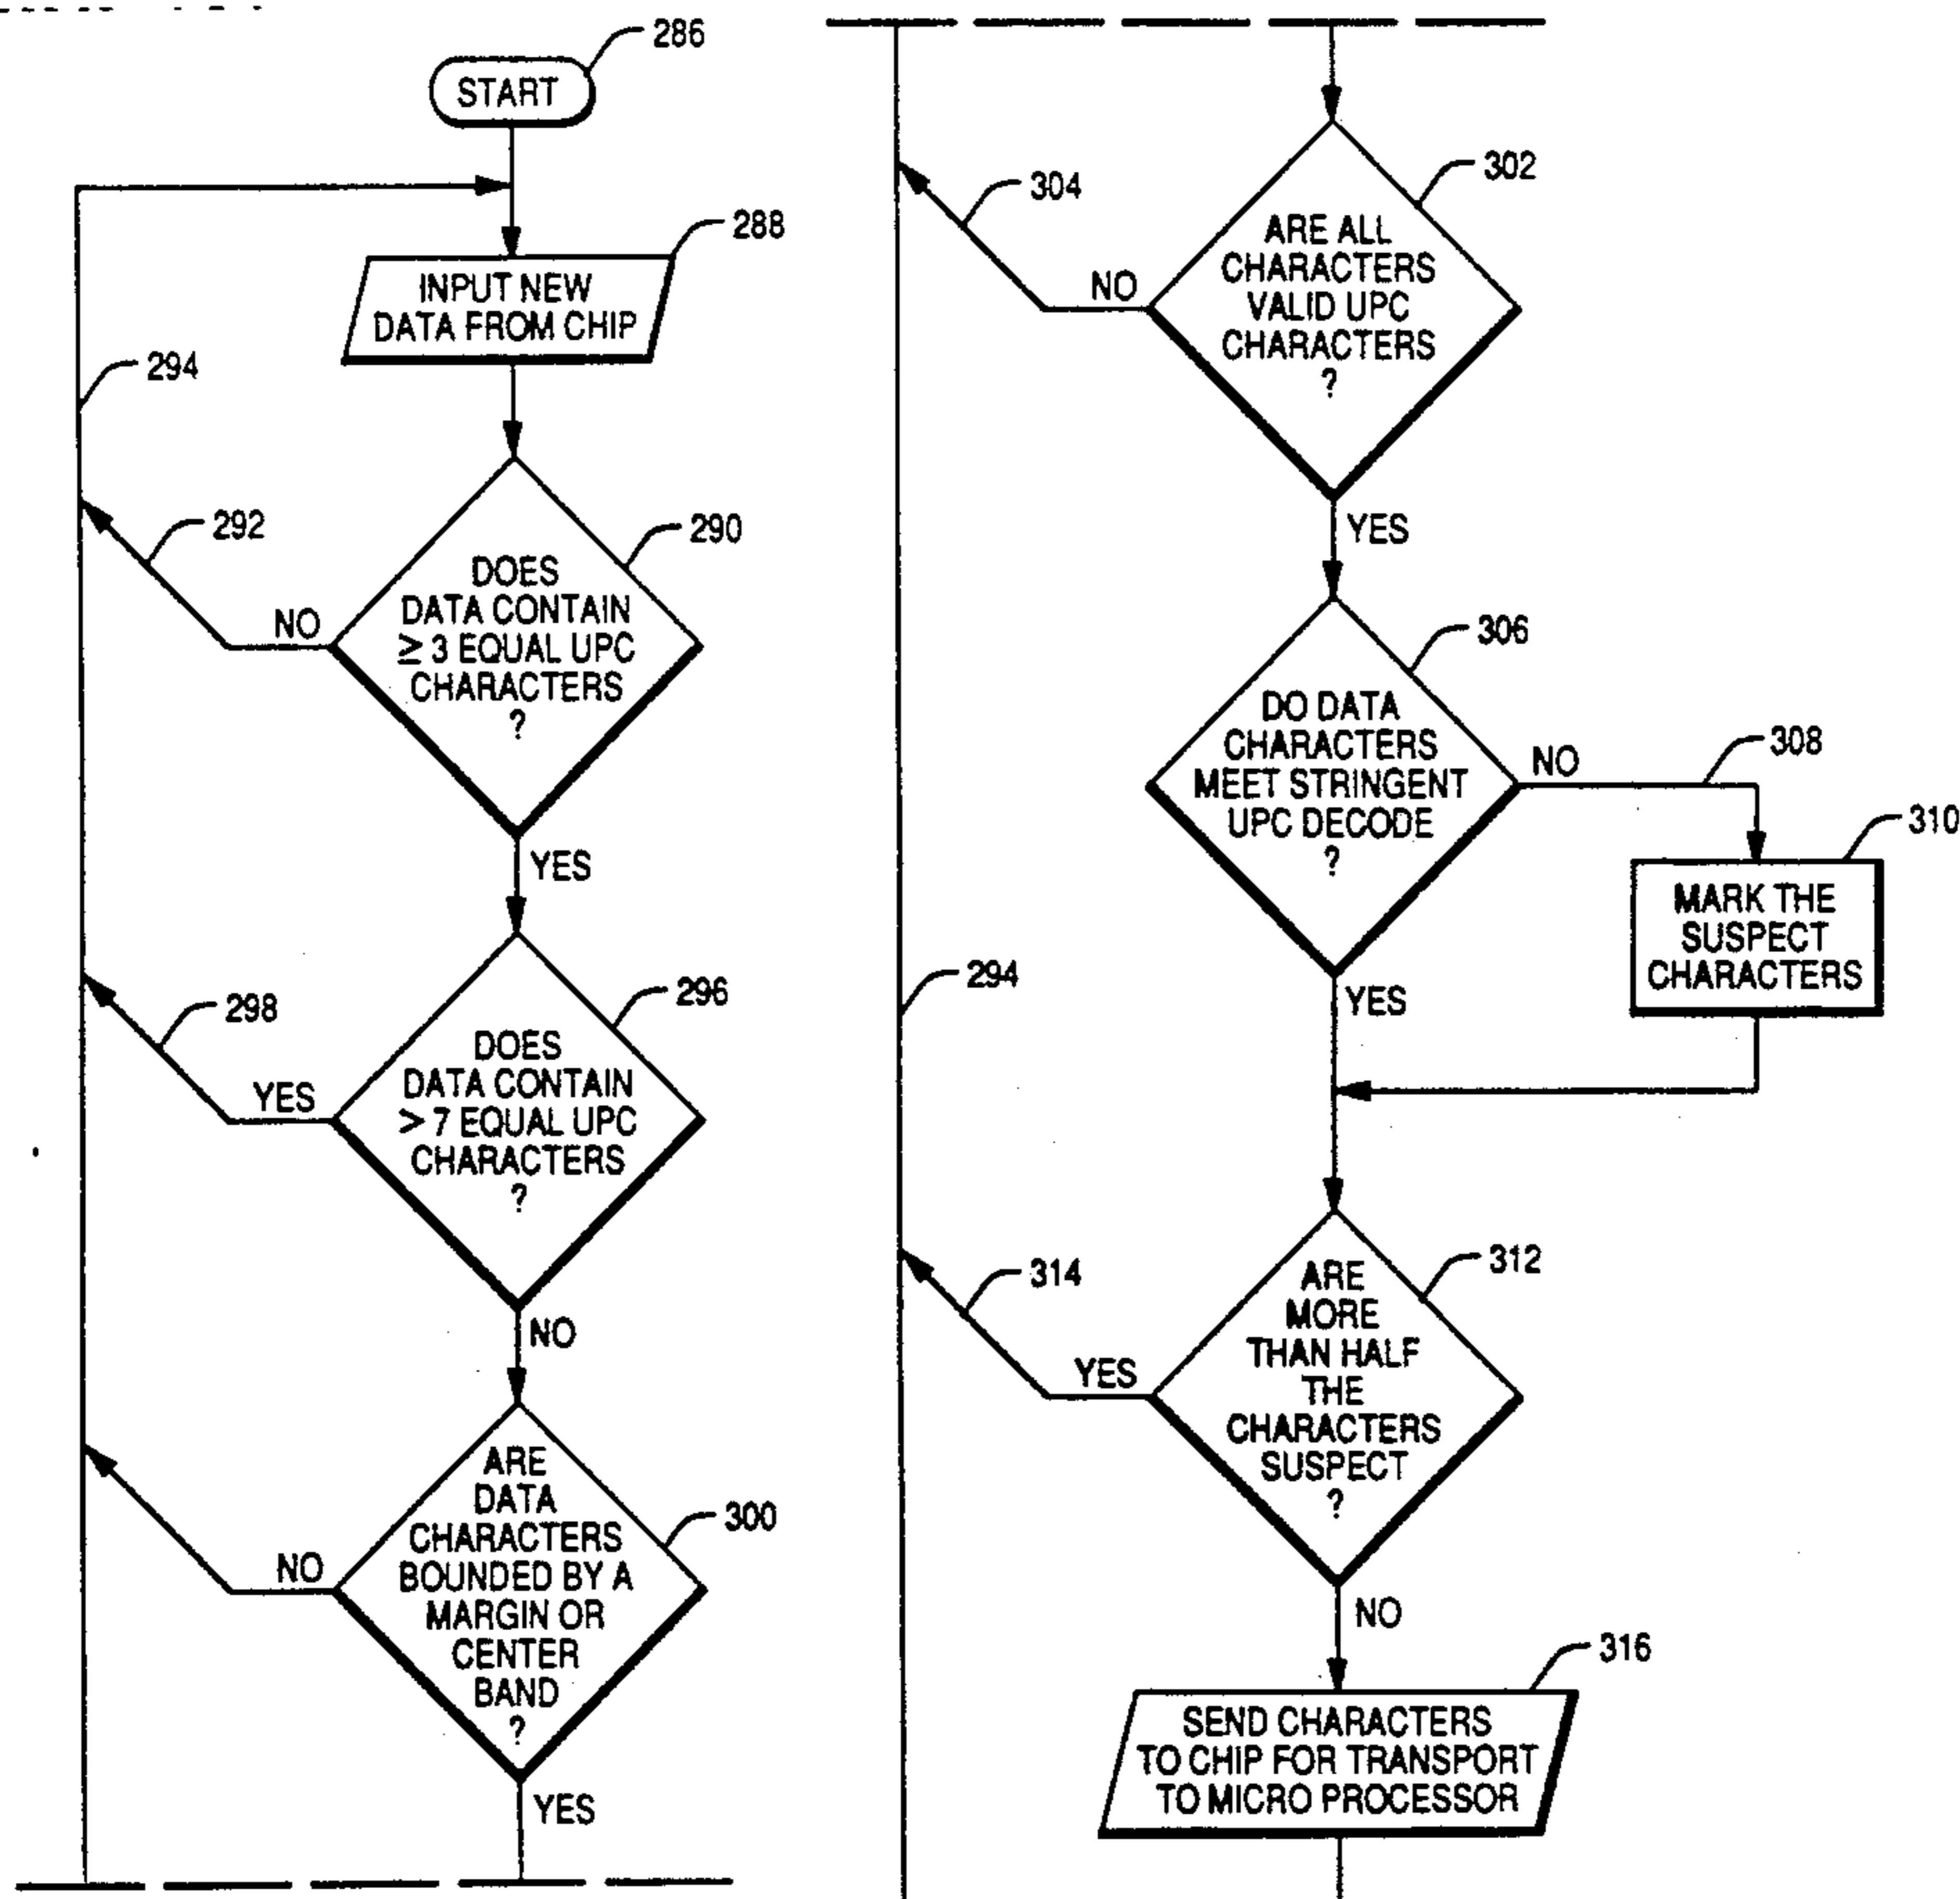 286
START
288
INPUT NEW
DATA FROM CHIP
294
292
290
DOES
DATA CONTAIN
≥ 3 EQUAL UPC
CHARACTERS
?
NO
YES
298
296
DOES
DATA CONTAIN
> 7 EQUAL UPC
CHARACTERS
?
YES
NO
300
ARE
DATA
CHARACTERS
BOUNDED BY A
MARGIN OR
CENTER
BAND
?
NO
YES
304
302
ARE ALL
CHARACTERS
VALID UPC
CHARACTERS
?
NO
YES
306
DO DATA
CHARACTERS
MEET STRINGENT
UPC DECODE
?
NO
308
310
MARK THE
SUSPECT
CHARACTERS
YES
294
314
312
ARE
MORE
THAN HALF
THE
CHARACTERS
SUSPECT
?
YES
NO
316
SEND CHARACTERS
TO CHIP FOR TRANSPORT
TO MICRO PROCESSOR